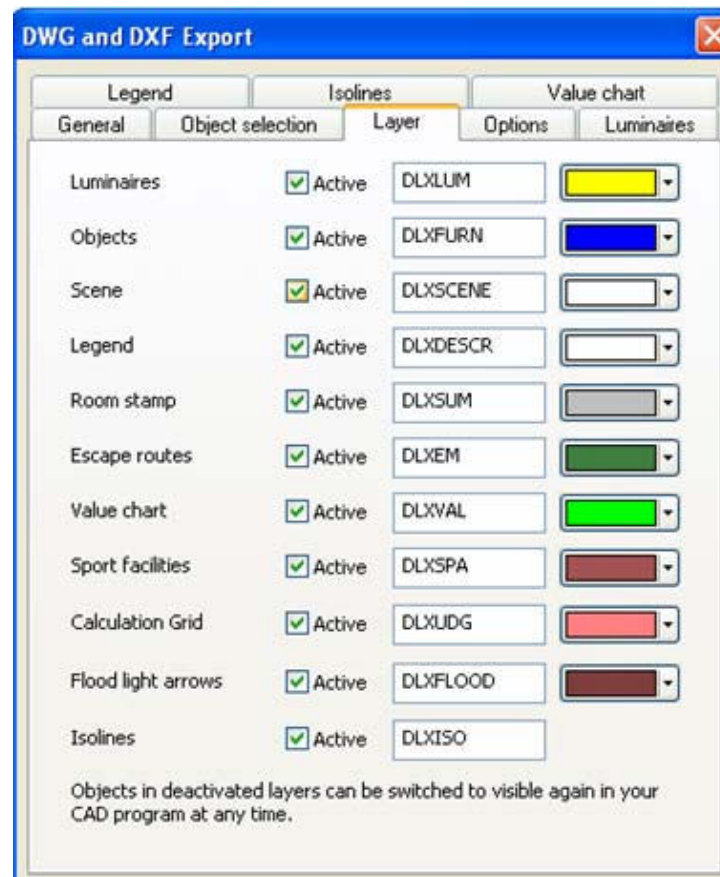 DWG and DXF Export
Legend Isolines Value chart
General Object selection Layer Options Luminaires
Luminaires Active DLXLUM
Objects Active DLXFURN
Scene Active DLXSCENE
Legend Active DLXDESCR
Room stamp Active DLXSUM
Escape routes Active DLXEM
Value chart Active DLXVAL
Sport facilities Active DLXSPA
Calculation Grid Active DLXUDG
Flood light arrows Active DLXFLOOD
Isolines Active DLXISO
Objects in deactivated layers can be switched to visible again in your
CAD program at any time.